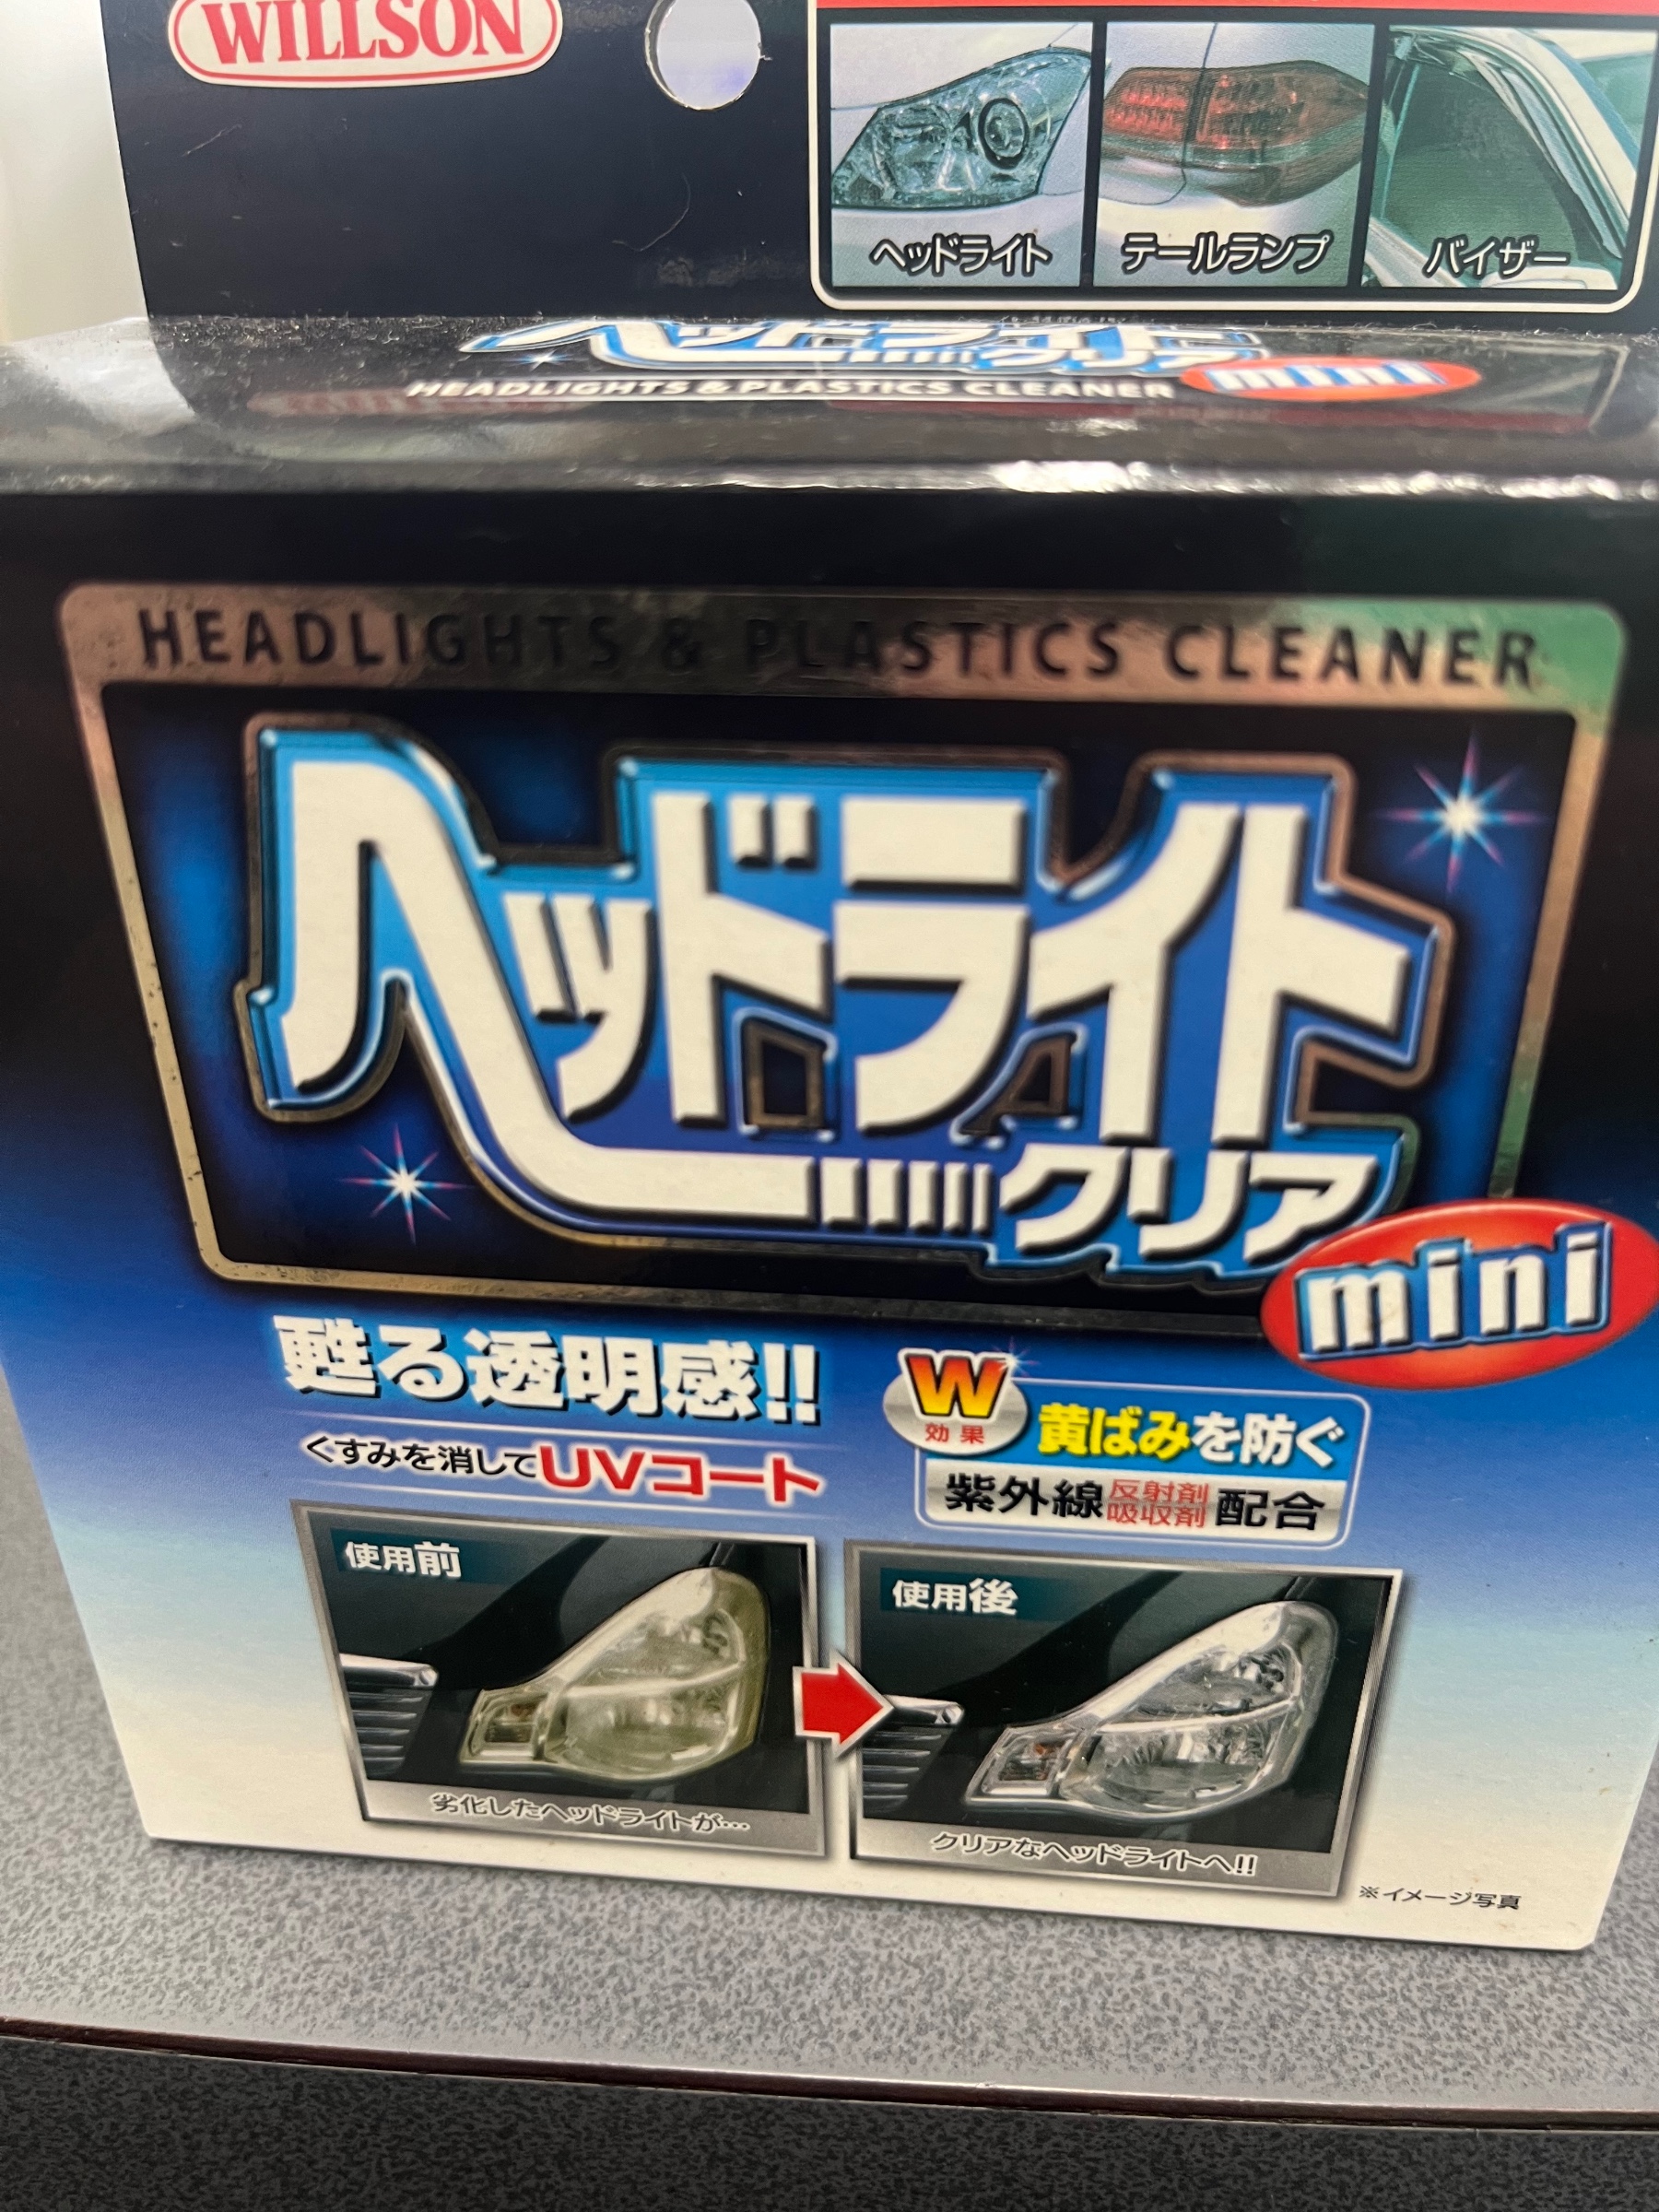 WILLSON
ヘッドライト
テールランプ
バイザー
ヘッドライト
クリア
mini
HEADLIGHTS & PLASTICS CLEANER
HEADLIGHTS & PLASTICS CLEANER
ヘッドライト
クリア
mini
甦る透明感!!
くすみを消してUVコート
W
効果
黄ばみを防ぐ
紫外線反射剤吸収剤配合
使用前
使用後
劣化したヘッドライトが…
クリアなヘッドライトへ!!
※イメージ写真